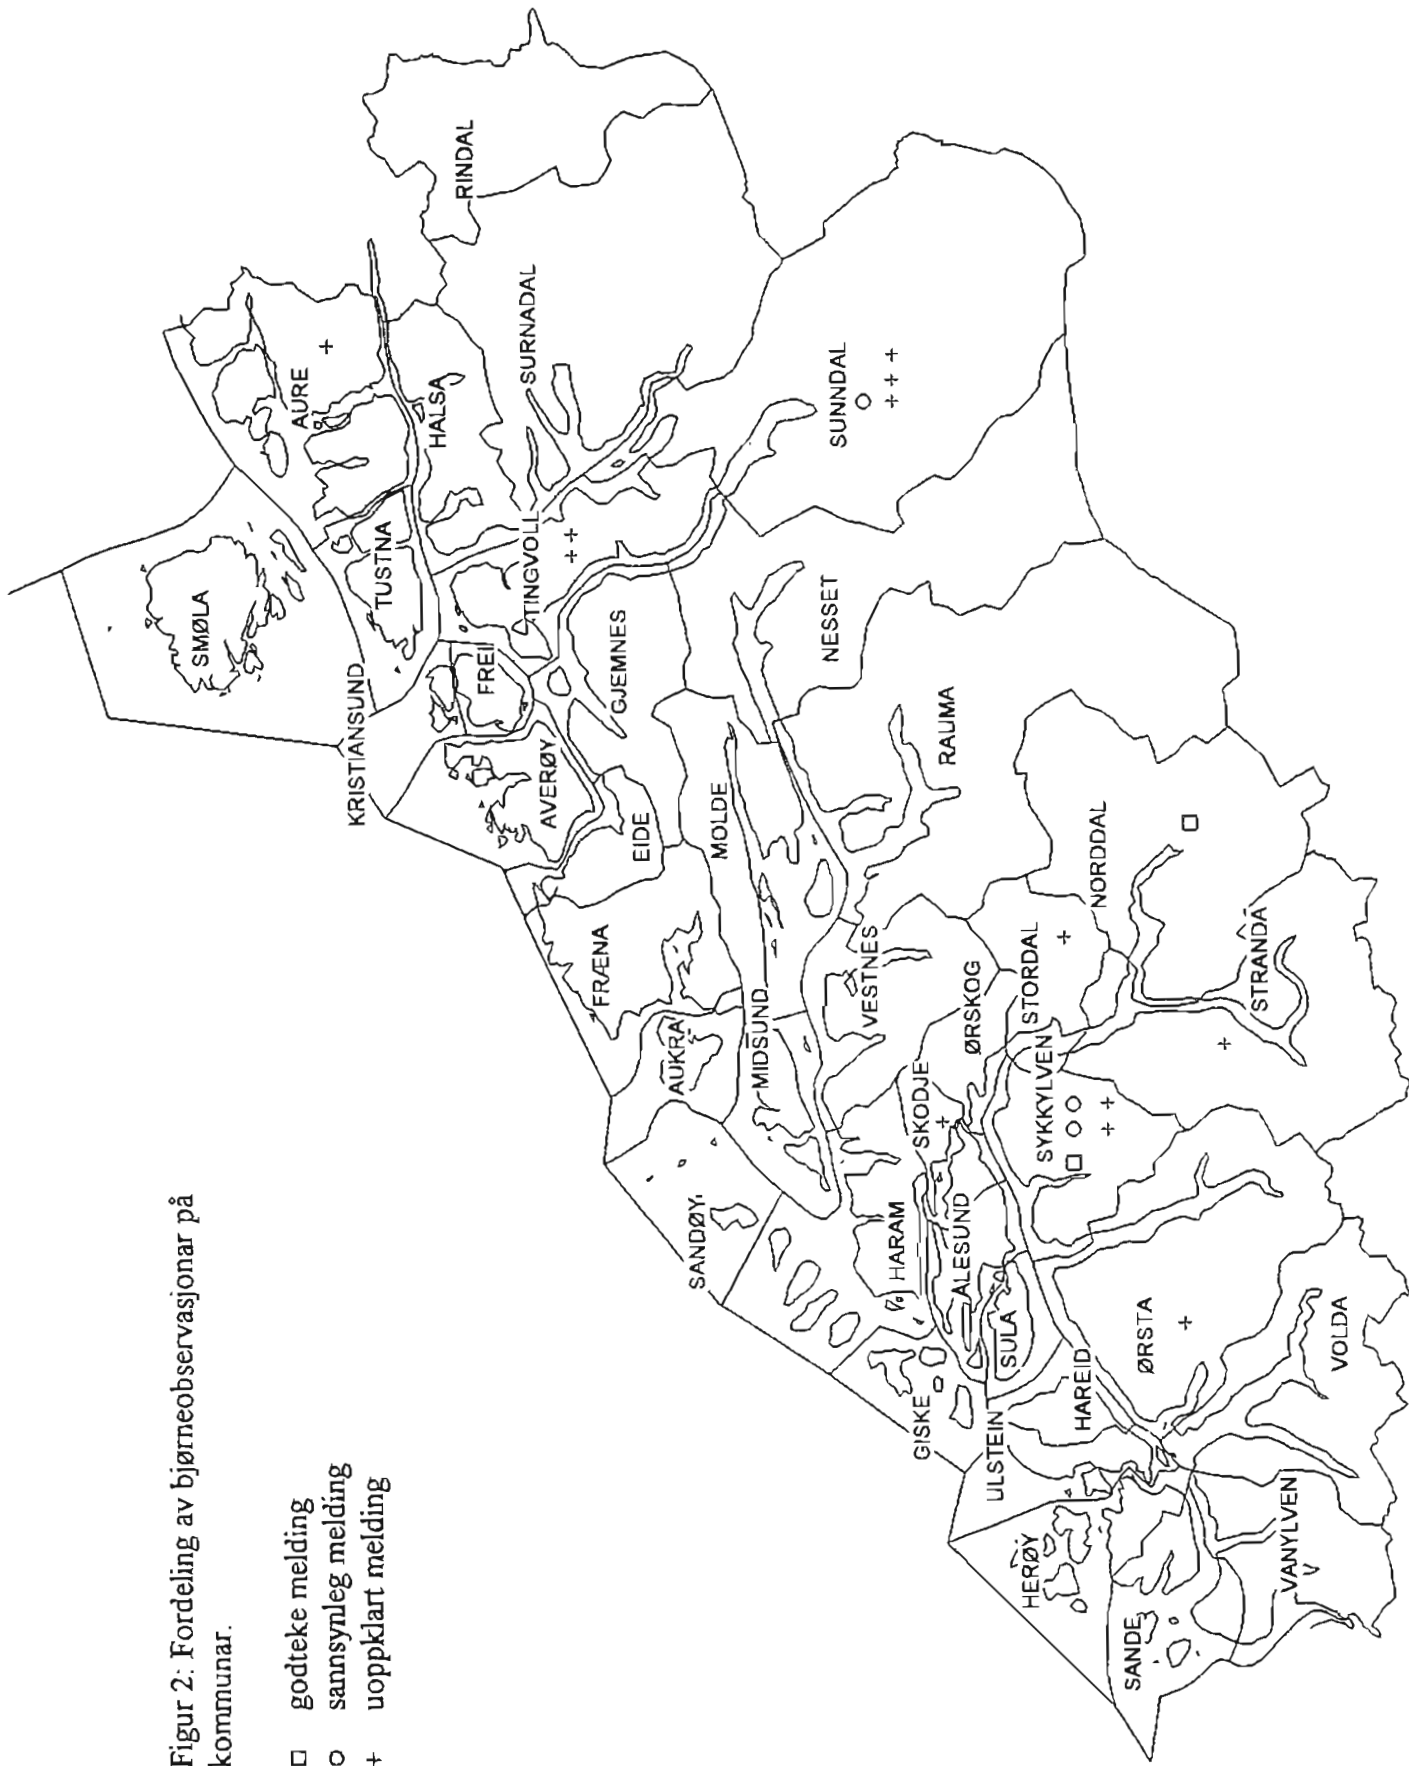 Figur 2: Fordeling av bjørneobservasjonar på
kommunar.
□ godteke melding
○ sannsynleg melding
+ uoppklart melding
SMØLA
KRISTIANSUND
TUSTNA
AURE
HALSA
RINDAL
SURNADAL
TINGVOLL
FREI
AVERØY
GJEMNES
EIDE
FRÆNA
AUKRA
MOLDE
MIDSUND
SANDØY
NESSET
SUNNDAL
RAUMA
VESTNES
ØRSKOG
SKODJE
HARAM
ÅLESUND
GISKE
SULA
STORDAL
NORDDAL
SYKKYLVEN
STRANDA
ULSTEIN
HAREID
ØRSTA
VOLDA
HERØY
SANDE
VANYLVEN